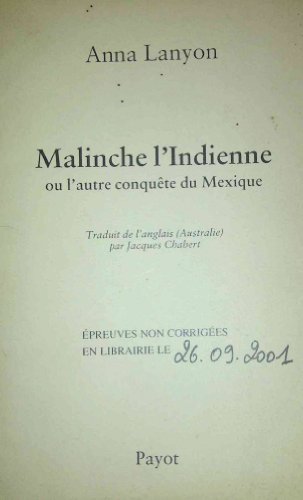 Anna Lanyon
Malinche l'Indienne
ou l'autre conquête du Mexique
Traduit de l'anglais (Australie)
par Jacques Chabert
ÉPREUVES NON CORRIGÉES
EN LIBRAIRIE LE 26.09.2001
Payot